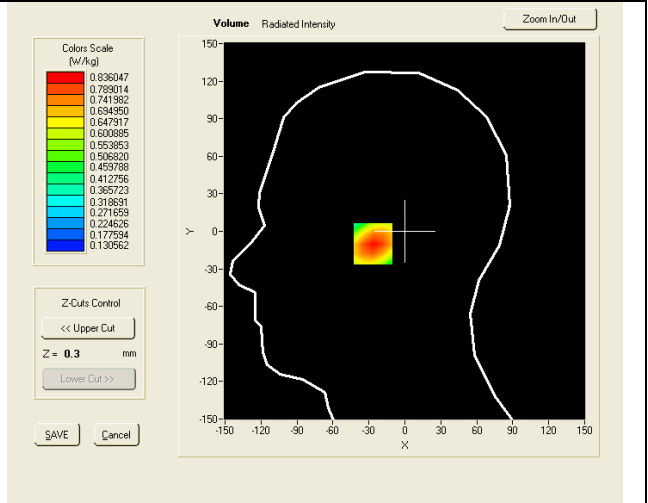 Volume Radiated Intensity
Zoom In/Out
Colors Scale
(W/kg)
0.836047
0.789014
0.741982
0.694950
0.647917
0.600885
0.553853
0.506820
0.459788
0.412756
0.365723
0.318691
0.271659
0.224626
0.177594
0.130562
Z-Cuts Control
<< Upper Cut
Z = 0.3 mm
Lower Cut >>
SAVE Cancel
150
120
90
60
30
Y 0
-30
-60
-90
-120
-150
-150 -120 -90 -60 -30 0 30 60 90 120 150
X